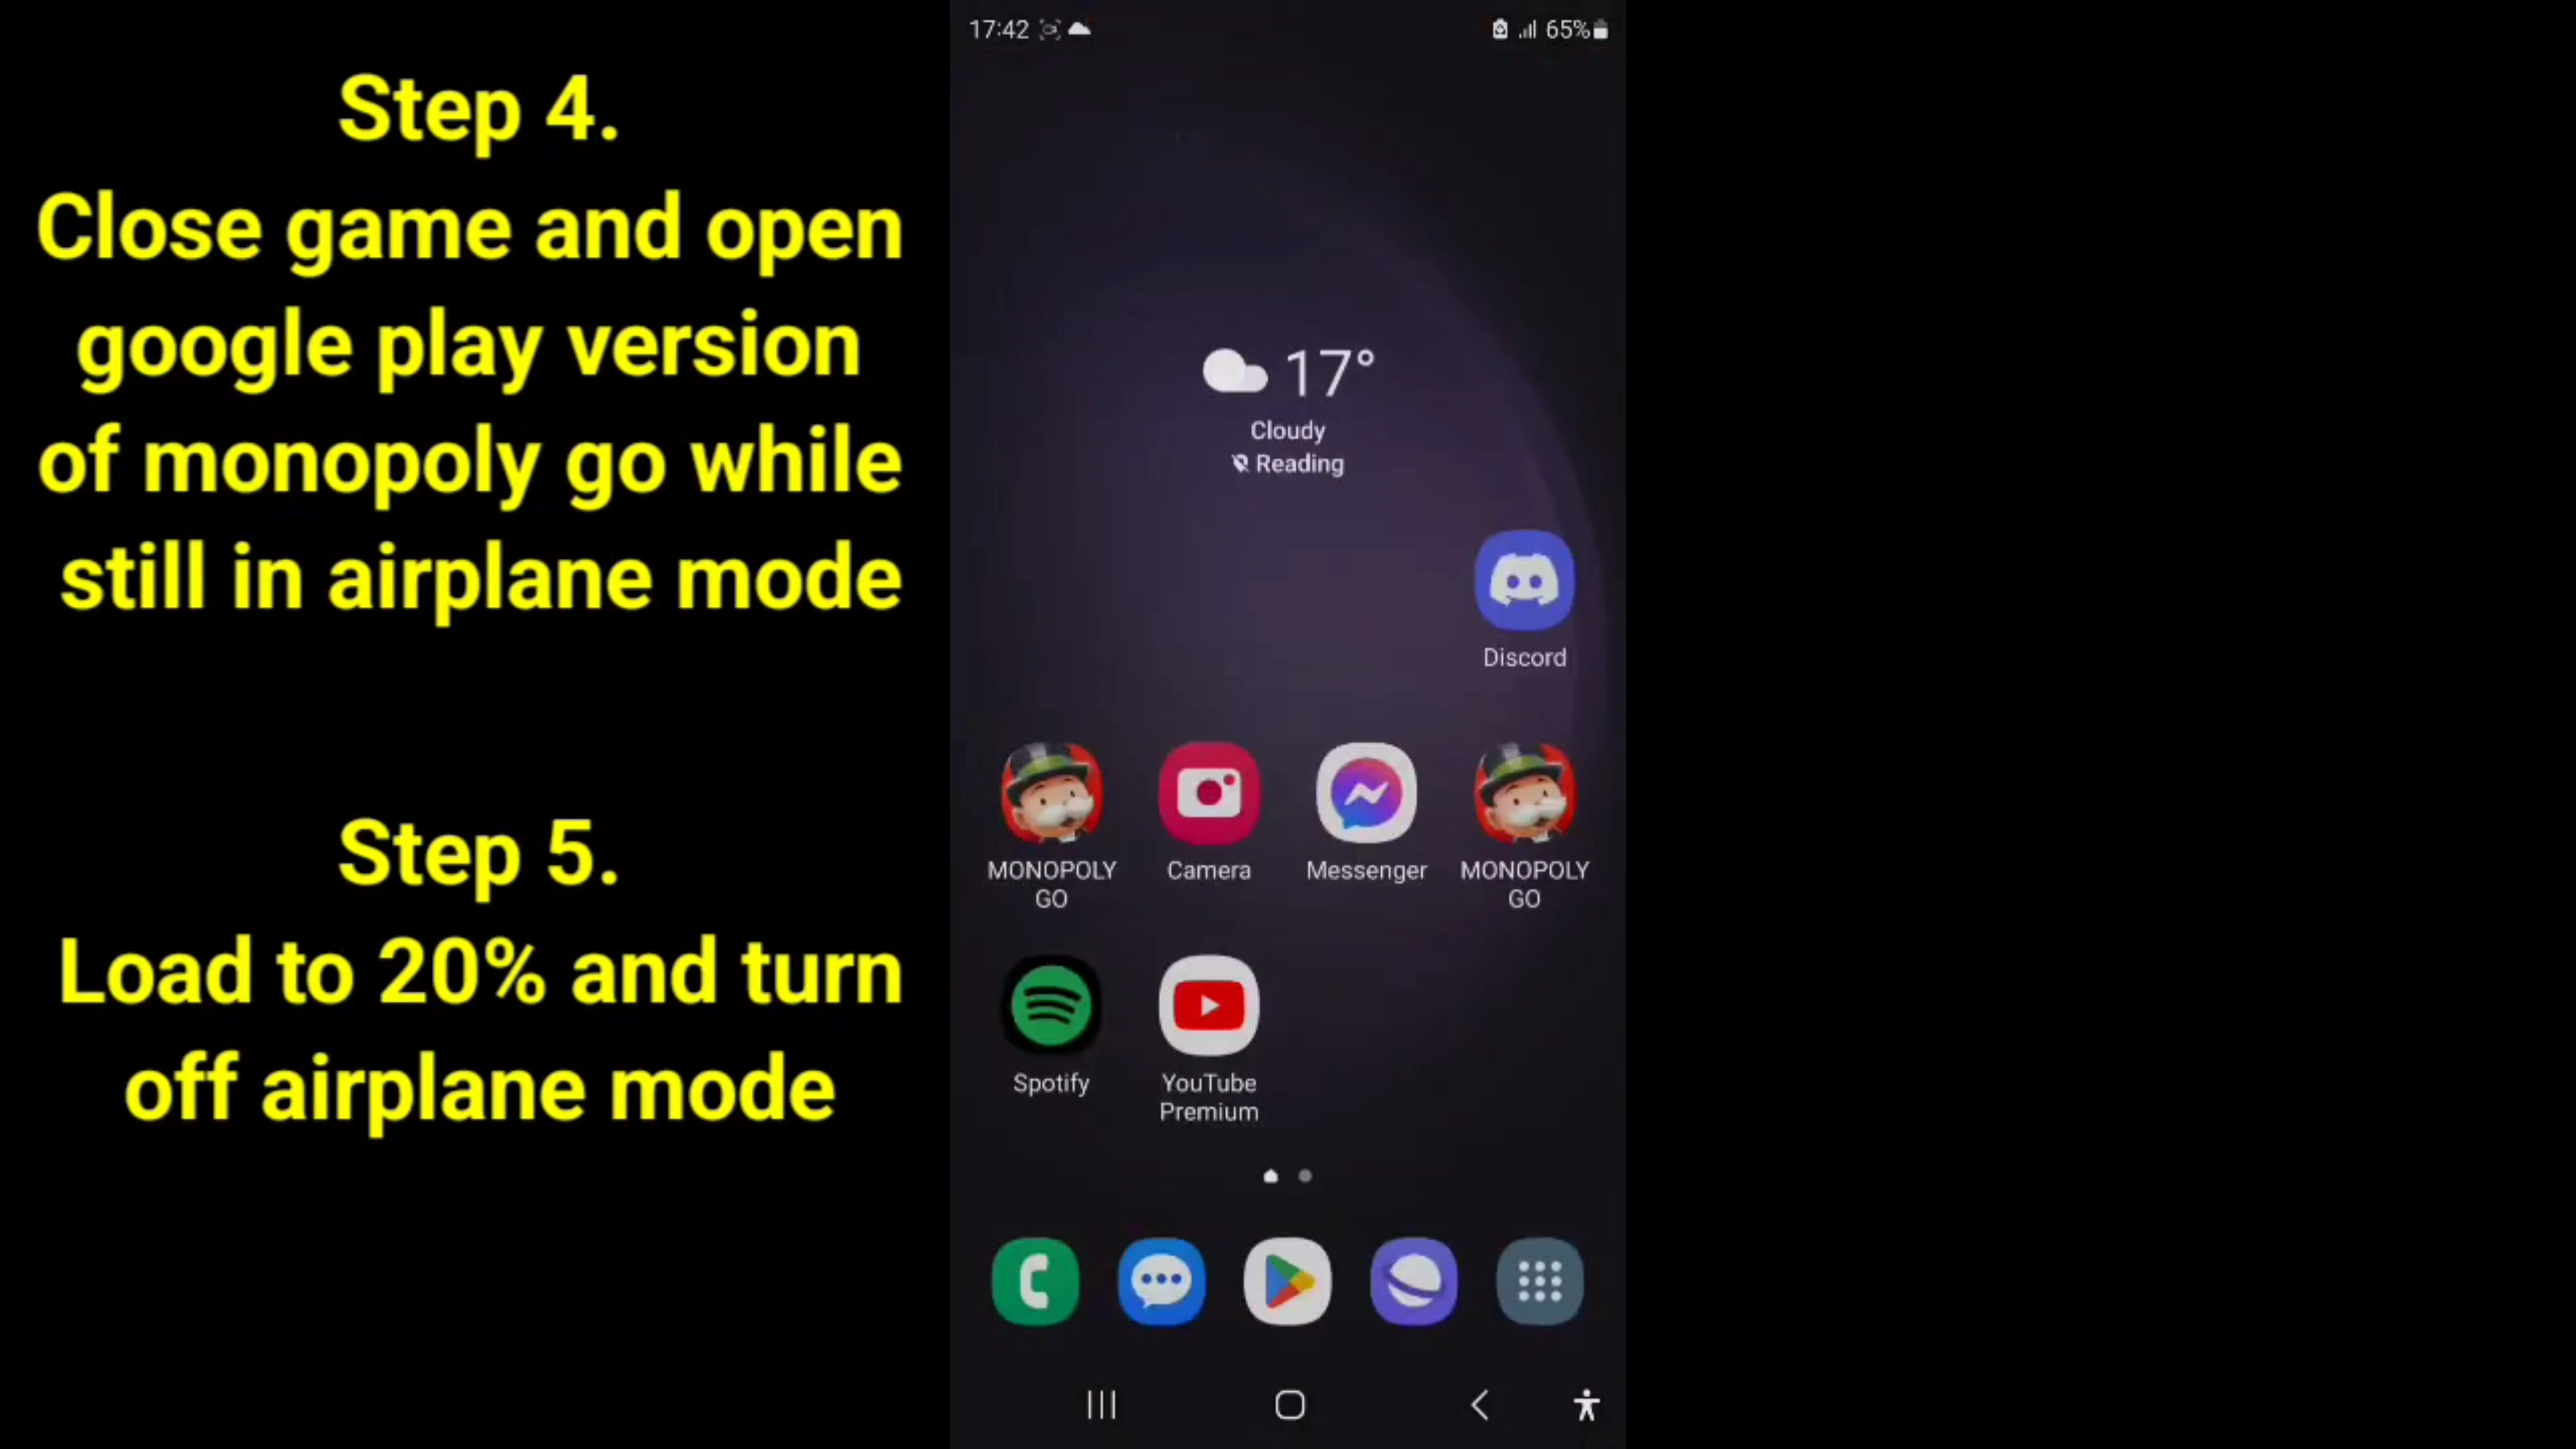 Step 4.
Close game and open
google play version
of monopoly go while
still in airplane mode
Step 5.
Load to 20% and turn
off airplane mode
17:42
65%
17°
Cloudy
Reading
Discord
MONOPOLY
GO
Camera
Messenger
MONOPOLY
GO
Spotify
YouTube
Premium